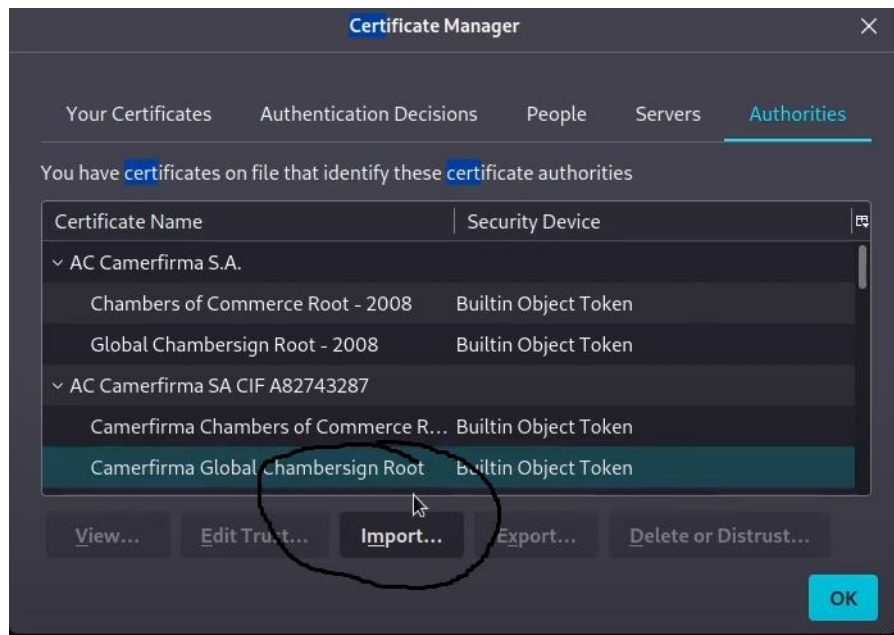 Certificate Manager
Your Certificates Authentication Decisions People Servers Authorities
You have certificates on file that identify these certificate authorities
Certificate Name Security Device
AC Camerfirma S.A.
Chambers of Commerce Root - 2008 Builtin Object Token
Global Chambersign Root - 2008 Builtin Object Token
AC Camerfirma SA CIF A82743287
Camerfirma Chambers of Commerce R... Builtin Object Token
Camerfirma Global Chambersign Root Builtin Object Token
View... Edit Trust... Import... Export... Delete or Distrust...
OK